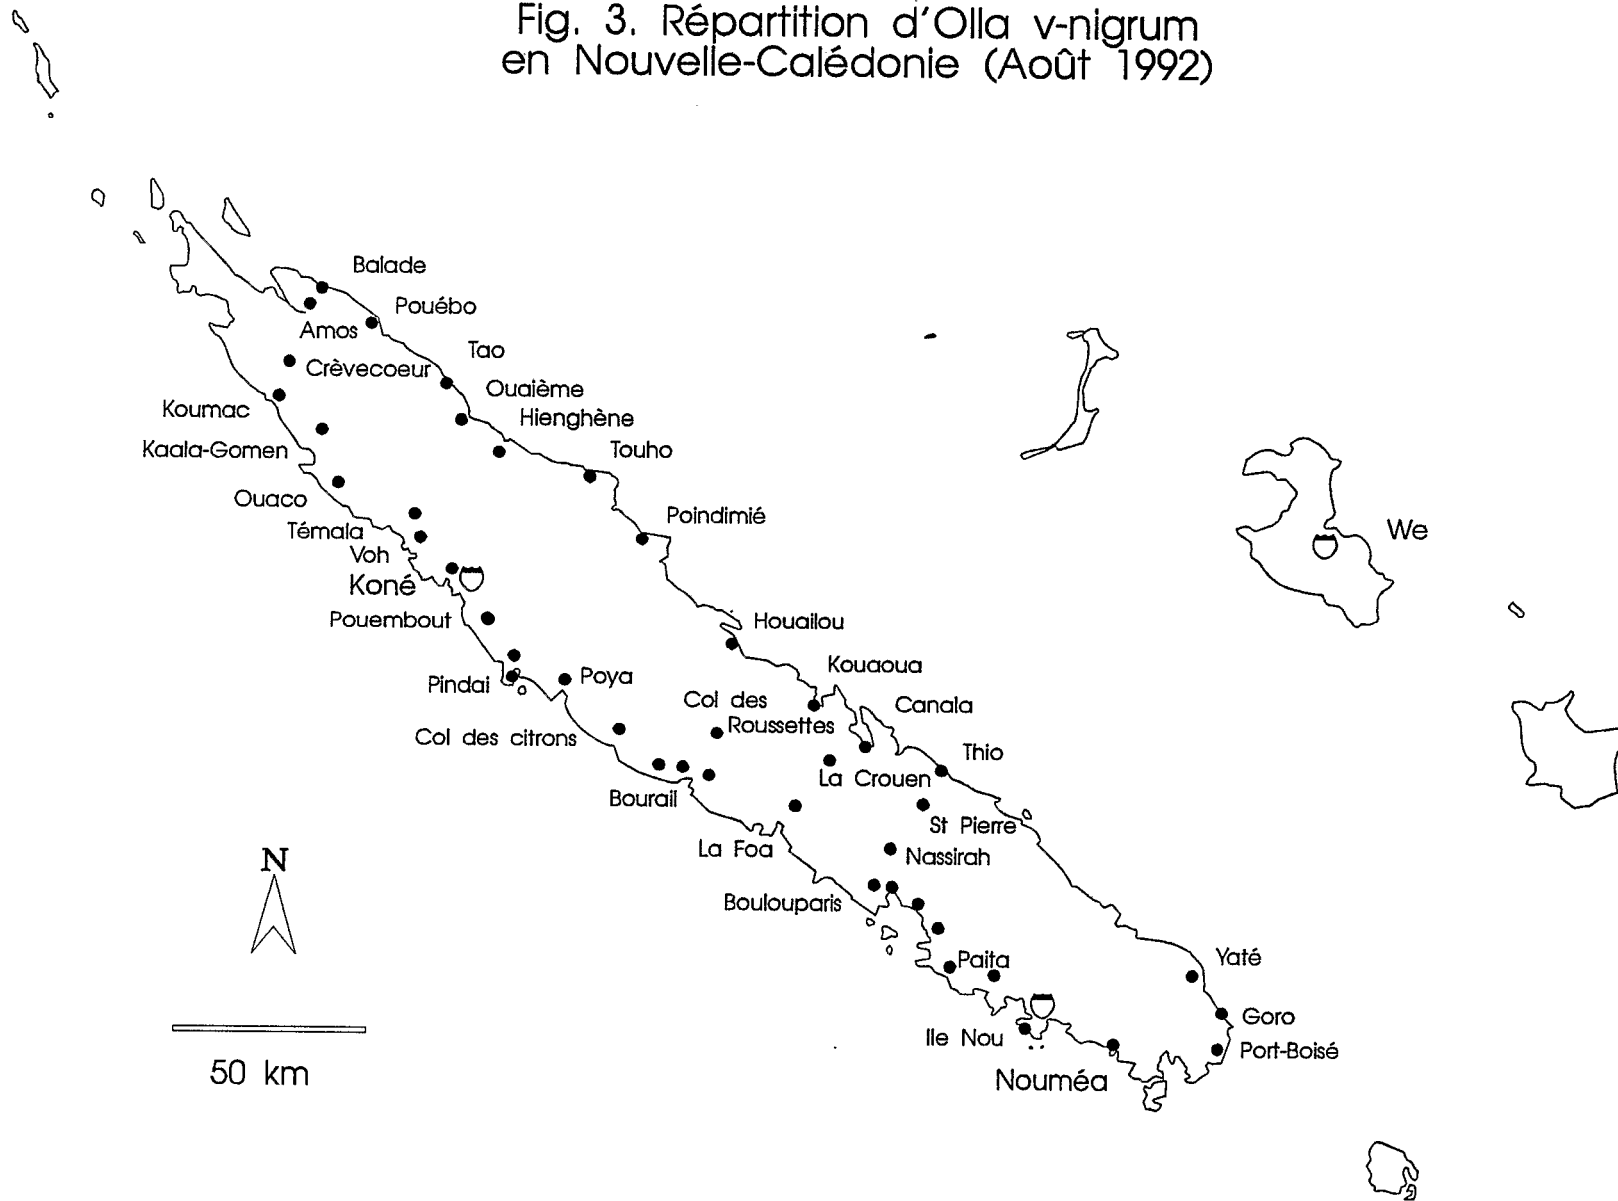 Fig. 3. Répartition d'Olla v-nigrum
en Nouvelle-Calédonie (Août 1992)
Balade
Pouébo
Amos
Tao
Crèvecoeur
Ouaième
Koumac
Hienghène
Kaala-Gomen
Touho
Ouaco
Poindimié
Témala
We
Voh
Koné
Pouembout
Houailou
Kouaoua
Poya
Pindai
Col des
Roussettes
Canala
Col des citrons
Thio
La Crouen
Bourail
St Pierre
La Foa
Nassirah
N
Boulouparis
Paita
Yaté
Goro
Ile Nou
Port-Boisé
50 km
Nouméa